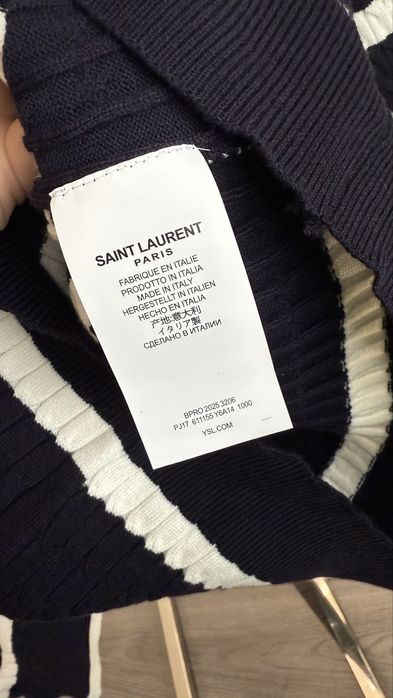 SAINT LAURENT
PARIS
FABRIQUE EN ITALIE
PRODOTTO IN ITALIA
MADE IN ITALY
HERGESTELLT IN ITALIEN
HECHO EN ITALIA
产地:意大利
イタリア製
СДЕЛАНО В ИТАЛИИ
BPRO 2025 3206
PJ17 611155 Y6A14 1000
YSL.COM